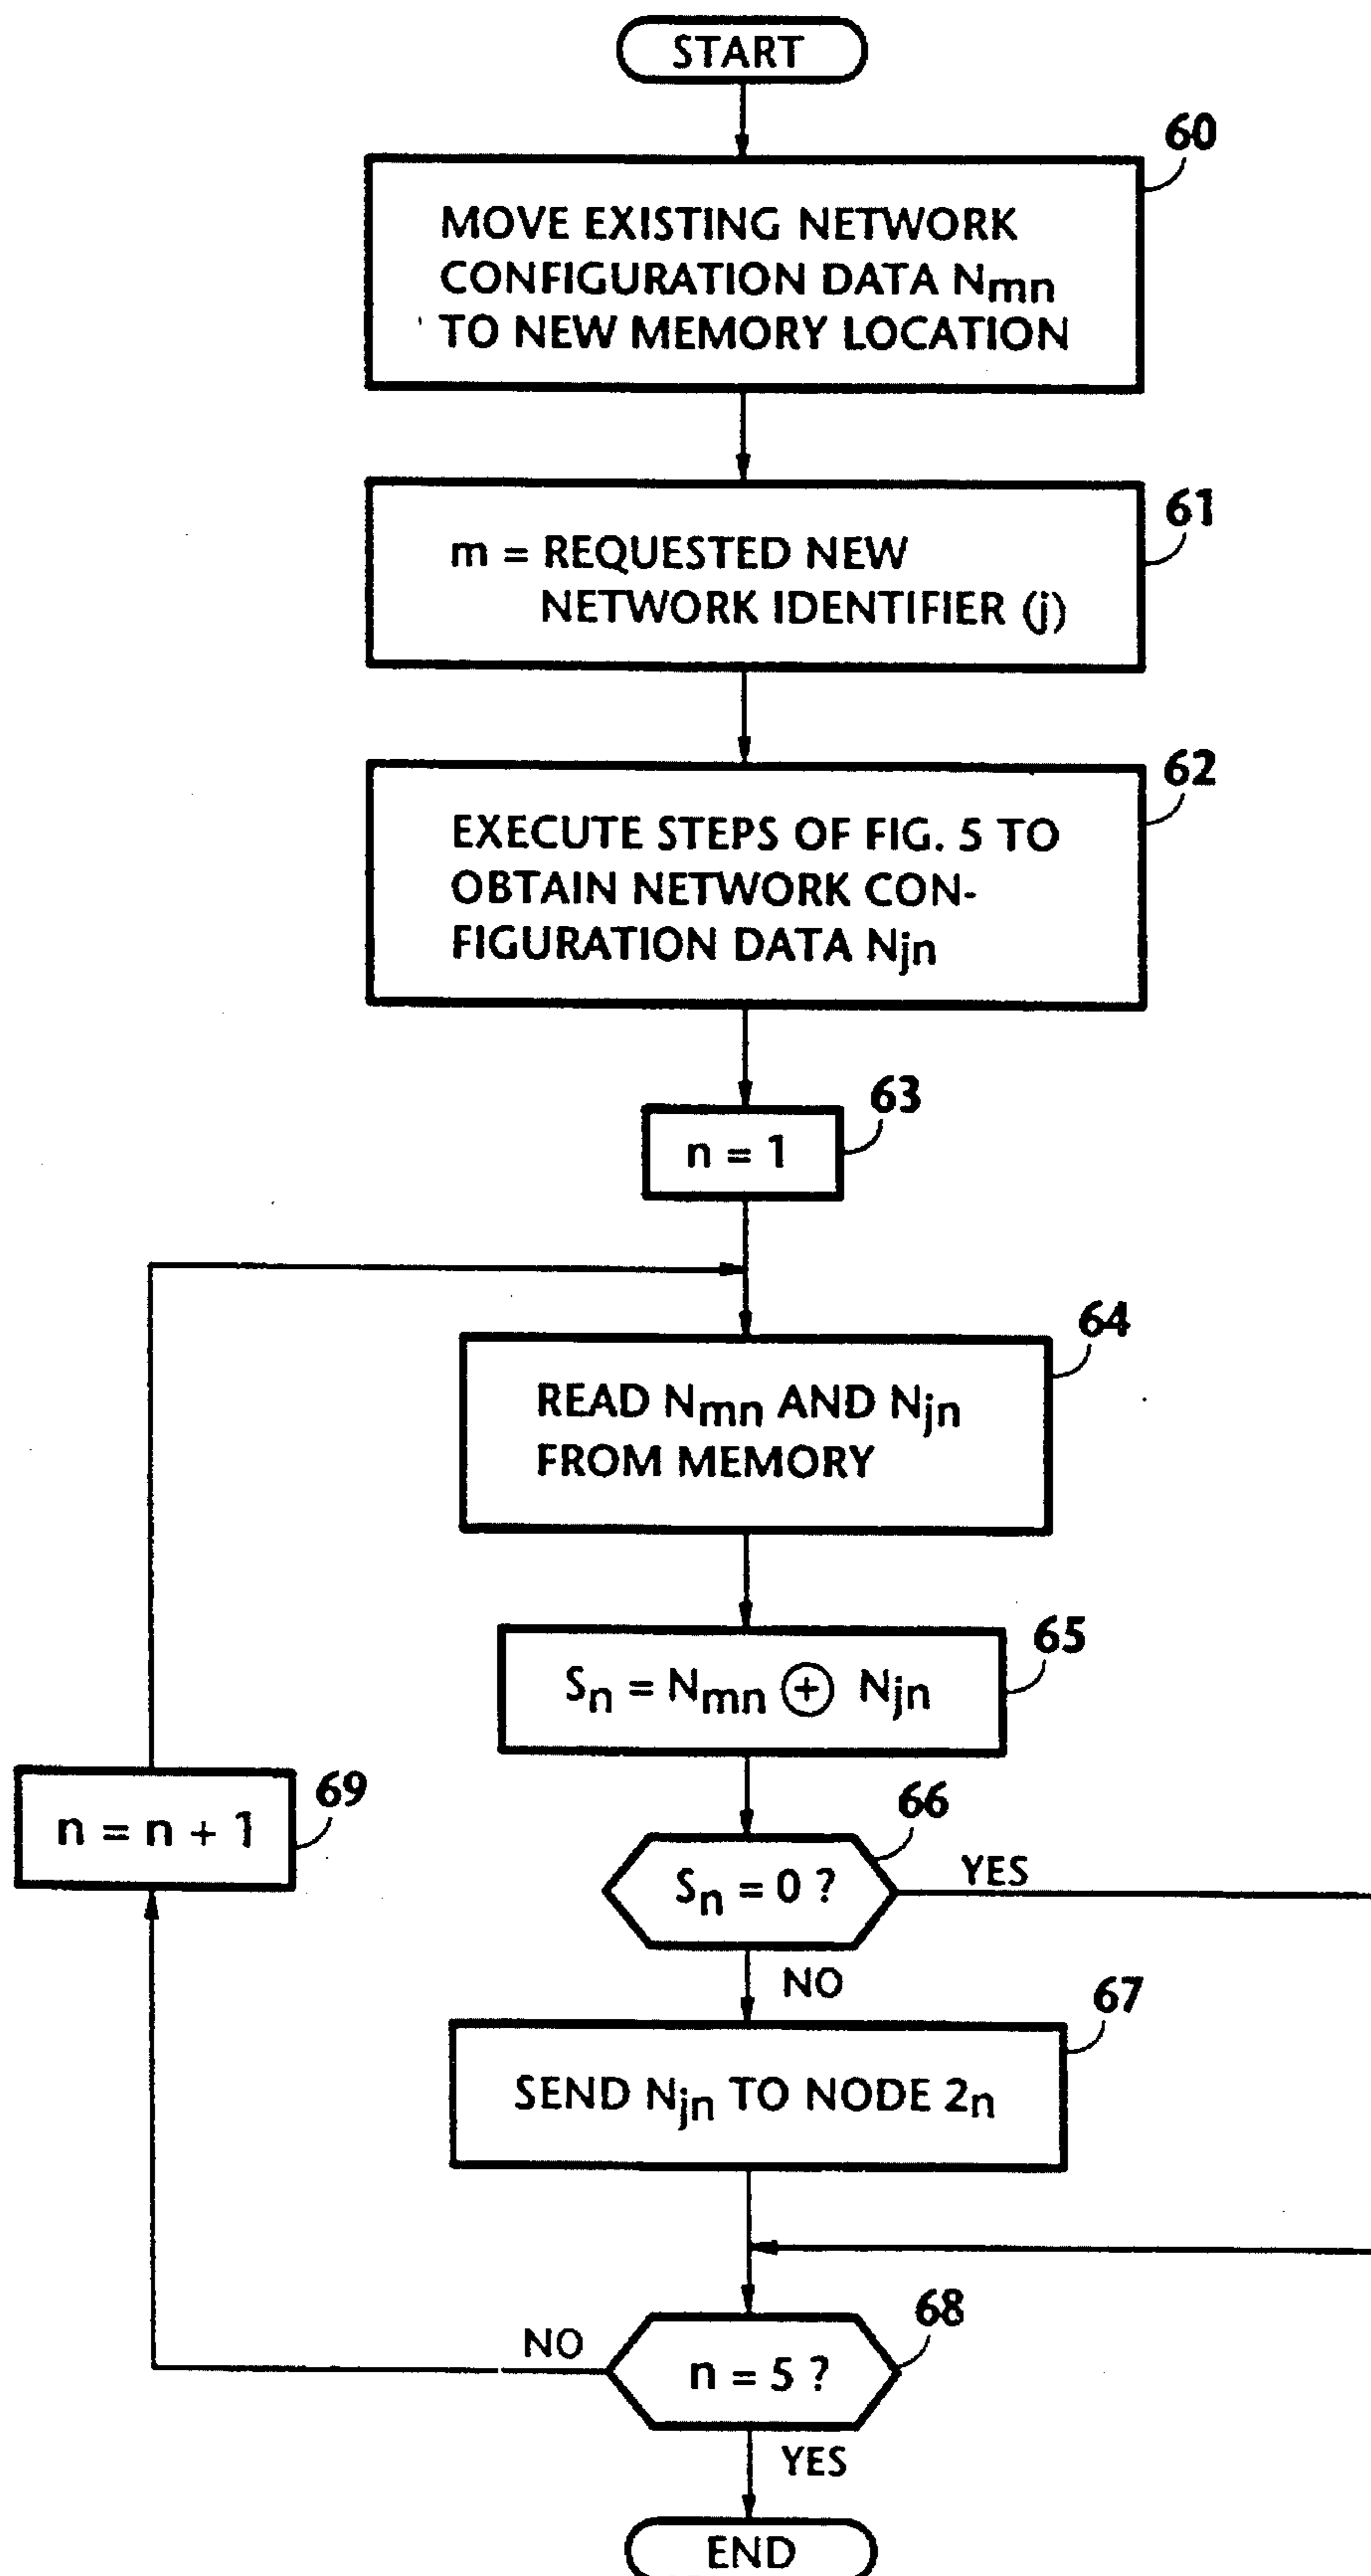 START
60
MOVE EXISTING NETWORK
CONFIGURATION DATA Nmn
TO NEW MEMORY LOCATION
61
m = REQUESTED NEW
NETWORK IDENTIFIER (j)
62
EXECUTE STEPS OF FIG. 5 TO
OBTAIN NETWORK CON-
FIGURATION DATA Njn
63
n = 1
64
READ Nmn AND Njn
FROM MEMORY
65
Sn = Nmn ⊕ Njn
69
n = n + 1
66
Sn = 0 ?
YES
NO
67
SEND Njn TO NODE 2n
68
NO
n = 5 ?
YES
END